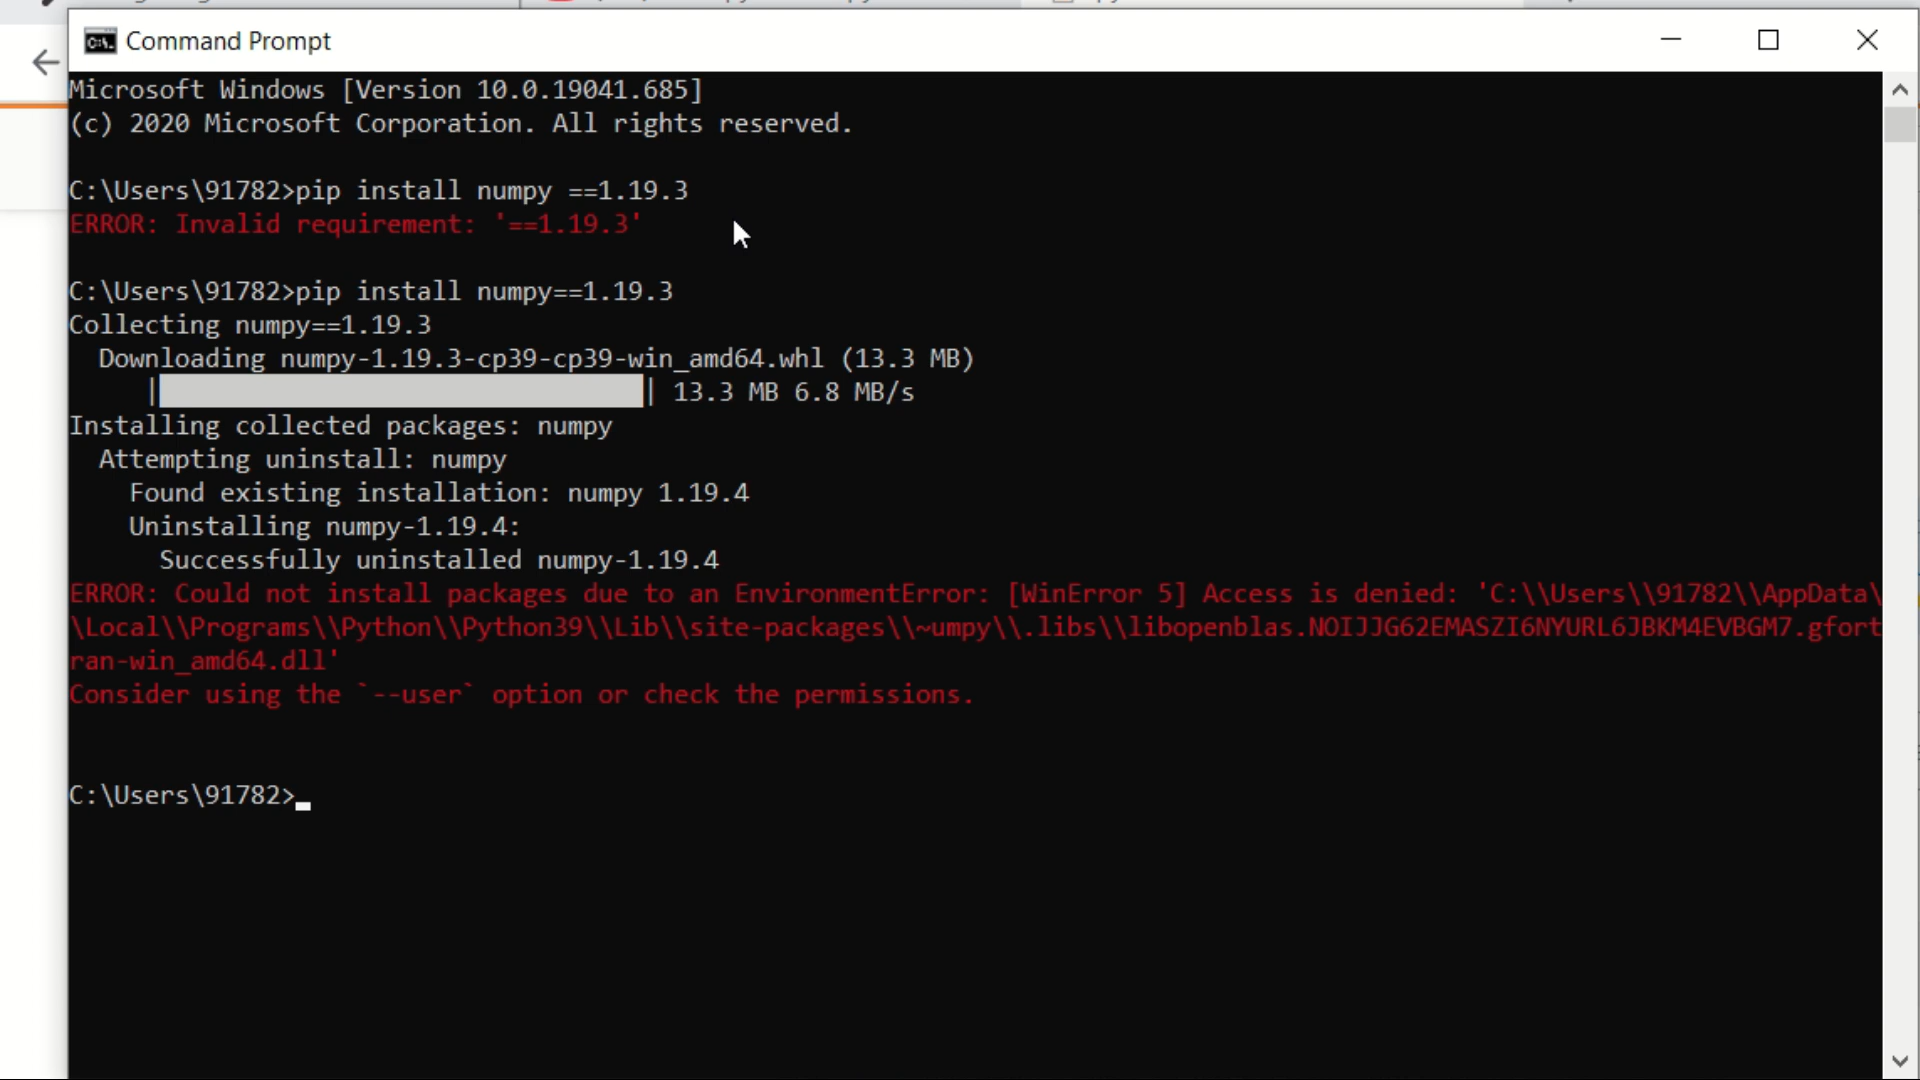 Command Prompt
Microsoft Windows [Version 10.0.19041.685]
(c) 2020 Microsoft Corporation. All rights reserved.
C:\Users\91782>pip install numpy ==1.19.3
ERROR: Invalid requirement: '==1.19.3'
C:\Users\91782>pip install numpy==1.19.3
Collecting numpy==1.19.3
Downloading numpy-1.19.3-cp39-cp39-win_amd64.whl (13.3 MB)
| | 13.3 MB 6.8 MB/s
Installing collected packages: numpy
Attempting uninstall: numpy
Found existing installation: numpy 1.19.4
Uninstalling numpy-1.19.4:
Successfully uninstalled numpy-1.19.4
ERROR: Could not install packages due to an EnvironmentError: [WinError 5] Access is denied: 'C:\\Users\\91782\\AppData\
\Local\\Programs\\Python\\Python39\\Lib\\site-packages\\~umpy\\.libs\\libopenblas.NOIJJG62EMASZI6NYURL6JBKM4EVBGM7.gfort
ran-win_amd64.dll'
Consider using the `--user` option or check the permissions.
C:\Users\91782>